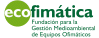 ecofimática
Fundación para la
Gestión Medioambiental
de Equipos Ofimáticos